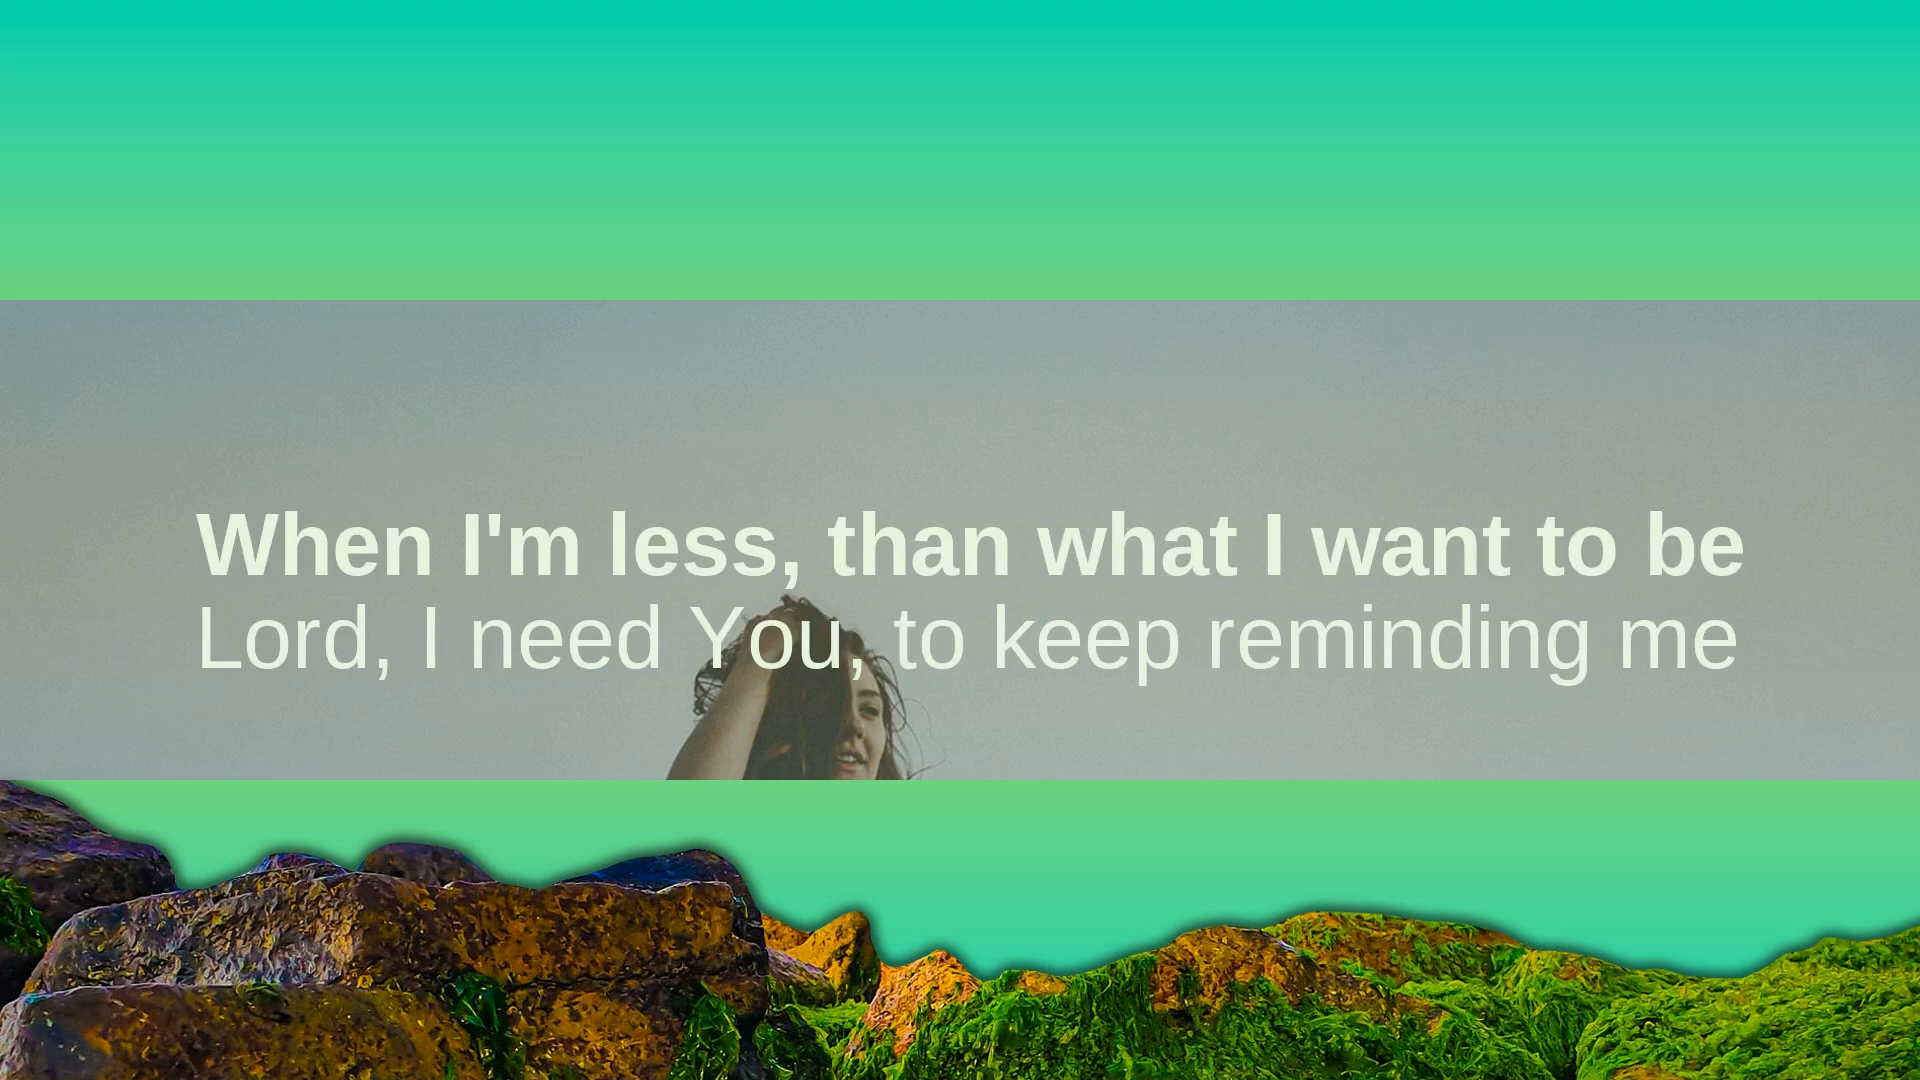 When I'm less, than what I want to be
Lord, I need You, to keep reminding me